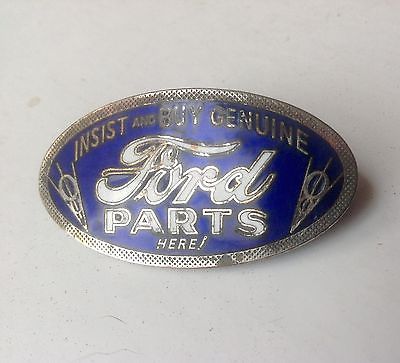 INSIST AND BUY GENUINE
Ford
PARTS
HERE!